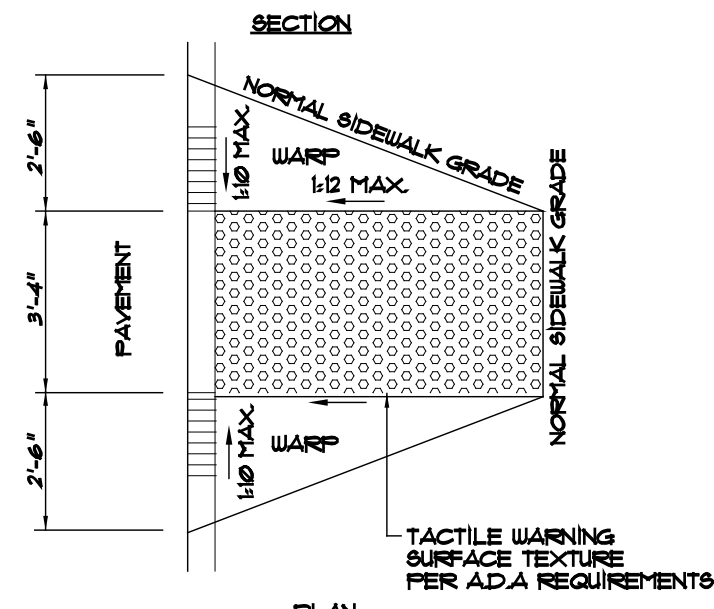 SECTION
NORMAL SIDEWALK GRADE
2'-6"
1:10 MAX.
WARP
1:12 MAX.
3'-4"
PAVEMENT
NORMAL SIDEWALK GRADE
2'-6"
1:10 MAX.
WARP
TACTILE WARNING
SURFACE TEXTURE
PER A.D.A REQUIREMENTS
PLAN